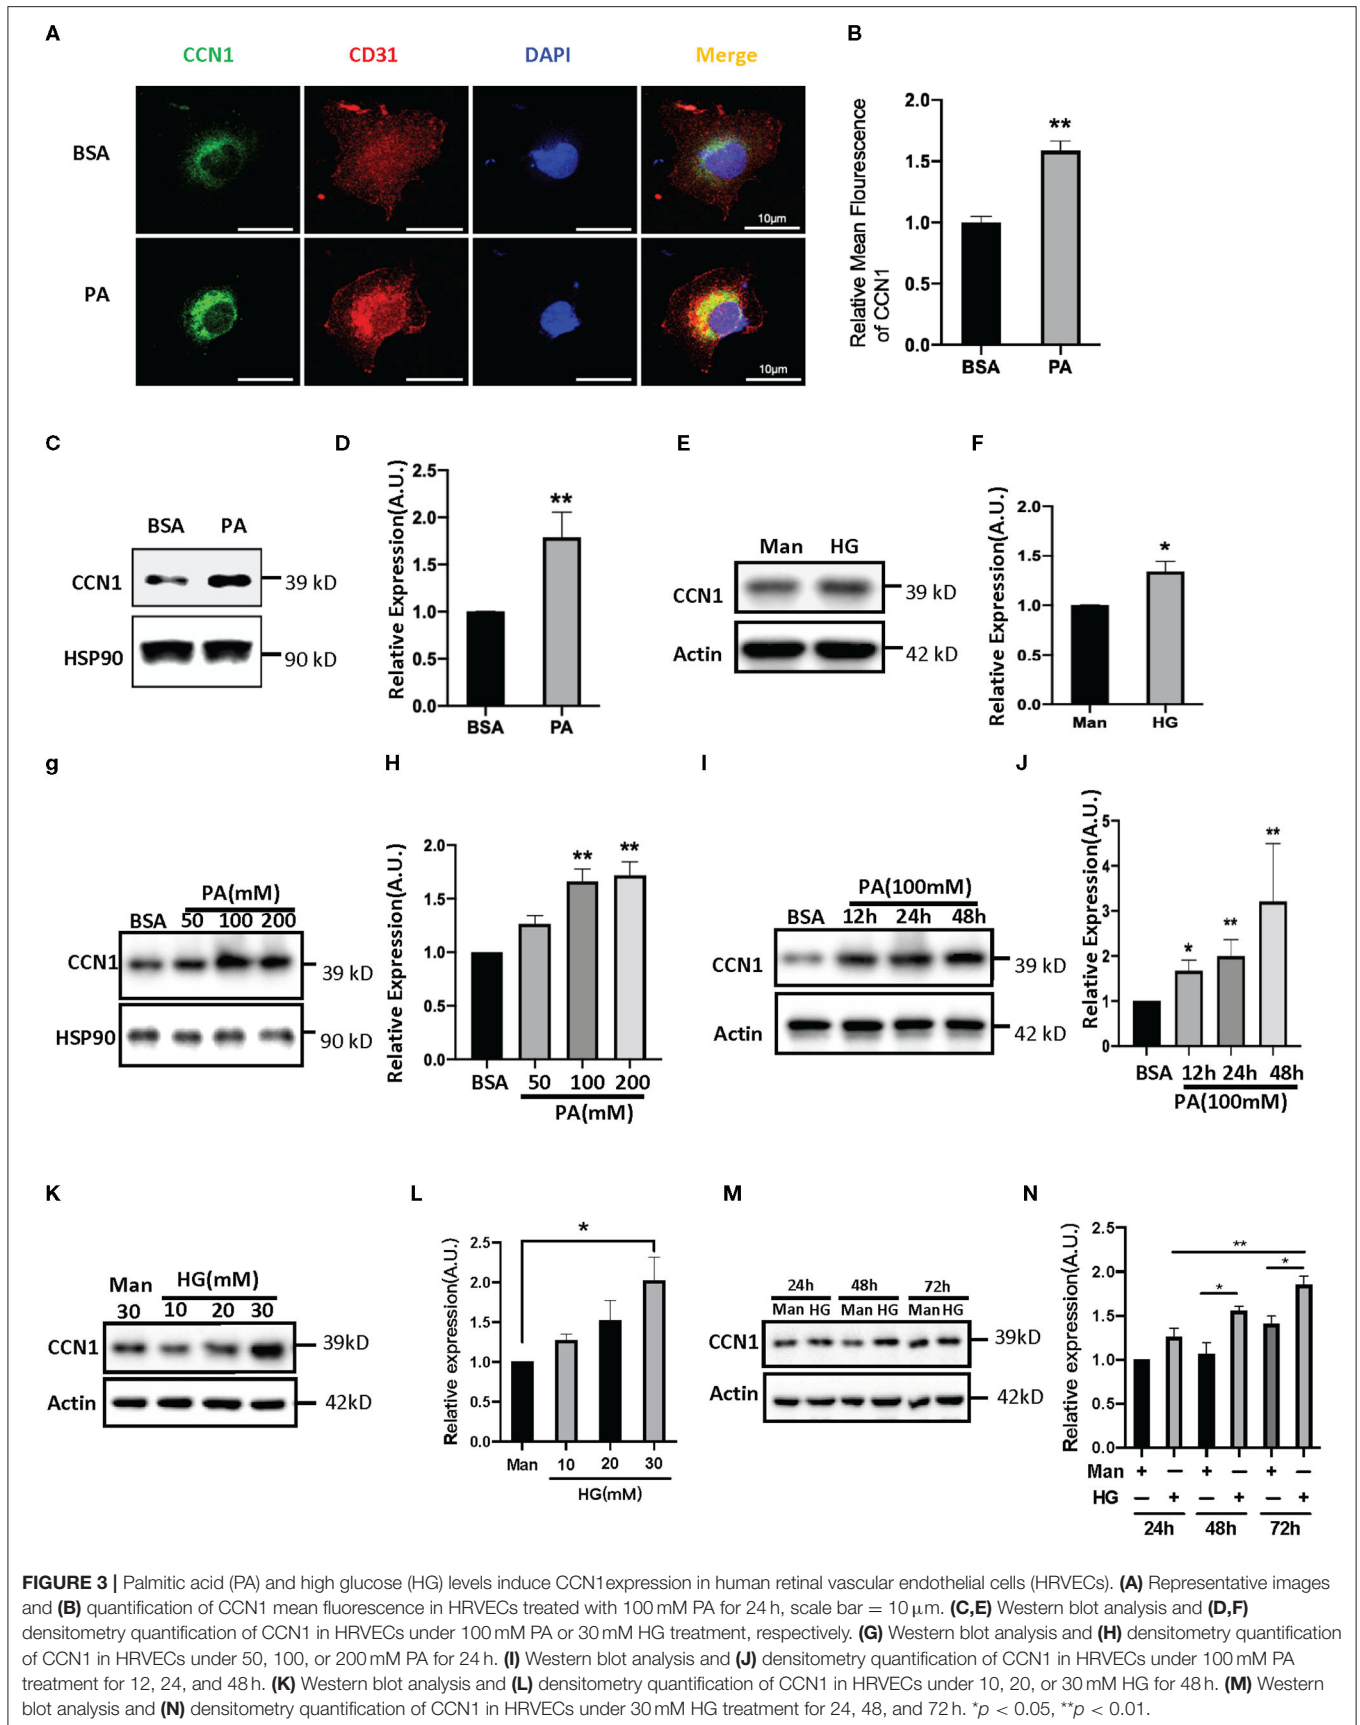 A
CCN1 CD31 DAPI Merge
BSA
10µm
PA
10µm
B
Relative Mean Flourescence
of CCN1
2.0
1.5
1.0
0.5
0.0
**
BSA PA
C
BSA PA
CCN1 39 kD
HSP90 90 kD
D
Relative Expression(A.U.)
2.5
2.0
1.5
1.0
0.5
0.0
**
BSA PA
E
Man HG
CCN1 39 kD
Actin 42 kD
F
Relative Expression(A.U.)
2.0
1.5
1.0
0.5
0.0
*
Man HG
g
PA(mM)
BSA 50 100 200
CCN1 39 kD
HSP90 90 kD
H
Relative Expression(A.U.)
2.0
1.5
1.0
0.5
0.0
** **
BSA 50 100 200
PA(mM)
I
PA(100mM)
BSA 12h 24h 48h
CCN1 39 kD
Actin 42 kD
J
Relative Expression(A.U.)
5
4
3
2
1
0
* ** **
BSA 12h 24h 48h
PA(100mM)
K
Man HG(mM)
30 10 20 30
CCN1 39kD
Actin 42kD
L
Relative expression(A.U.)
2.5
2.0
1.5
1.0
0.5
0.0
*
Man 10 20 30
HG(mM)
M
24h 48h 72h
Man HG Man HG Man HG
CCN1 39kD
Actin 42kD
N
Relative expression(A.U.)
2.5
2.0
1.5
1.0
0.5
0.0
**
* *
Man + − + − + −
HG − + − + − +
24h 48h 72h
FIGURE 3 | Palmitic acid (PA) and high glucose (HG) levels induce CCN1expression in human retinal vascular endothelial cells (HRVECs). (A) Representative images
and (B) quantification of CCN1 mean fluorescence in HRVECs treated with 100 mM PA for 24 h, scale bar = 10 µm. (C,E) Western blot analysis and (D,F)
densitometry quantification of CCN1 in HRVECs under 100 mM PA or 30 mM HG treatment, respectively. (G) Western blot analysis and (H) densitometry quantification
of CCN1 in HRVECs under 50, 100, or 200 mM PA for 24 h. (I) Western blot analysis and (J) densitometry quantification of CCN1 in HRVECs under 100 mM PA
treatment for 12, 24, and 48 h. (K) Western blot analysis and (L) densitometry quantification of CCN1 in HRVECs under 10, 20, or 30 mM HG for 48 h. (M) Western
blot analysis and (N) densitometry quantification of CCN1 in HRVECs under 30 mM HG treatment for 24, 48, and 72 h. *p < 0.05, **p < 0.01.